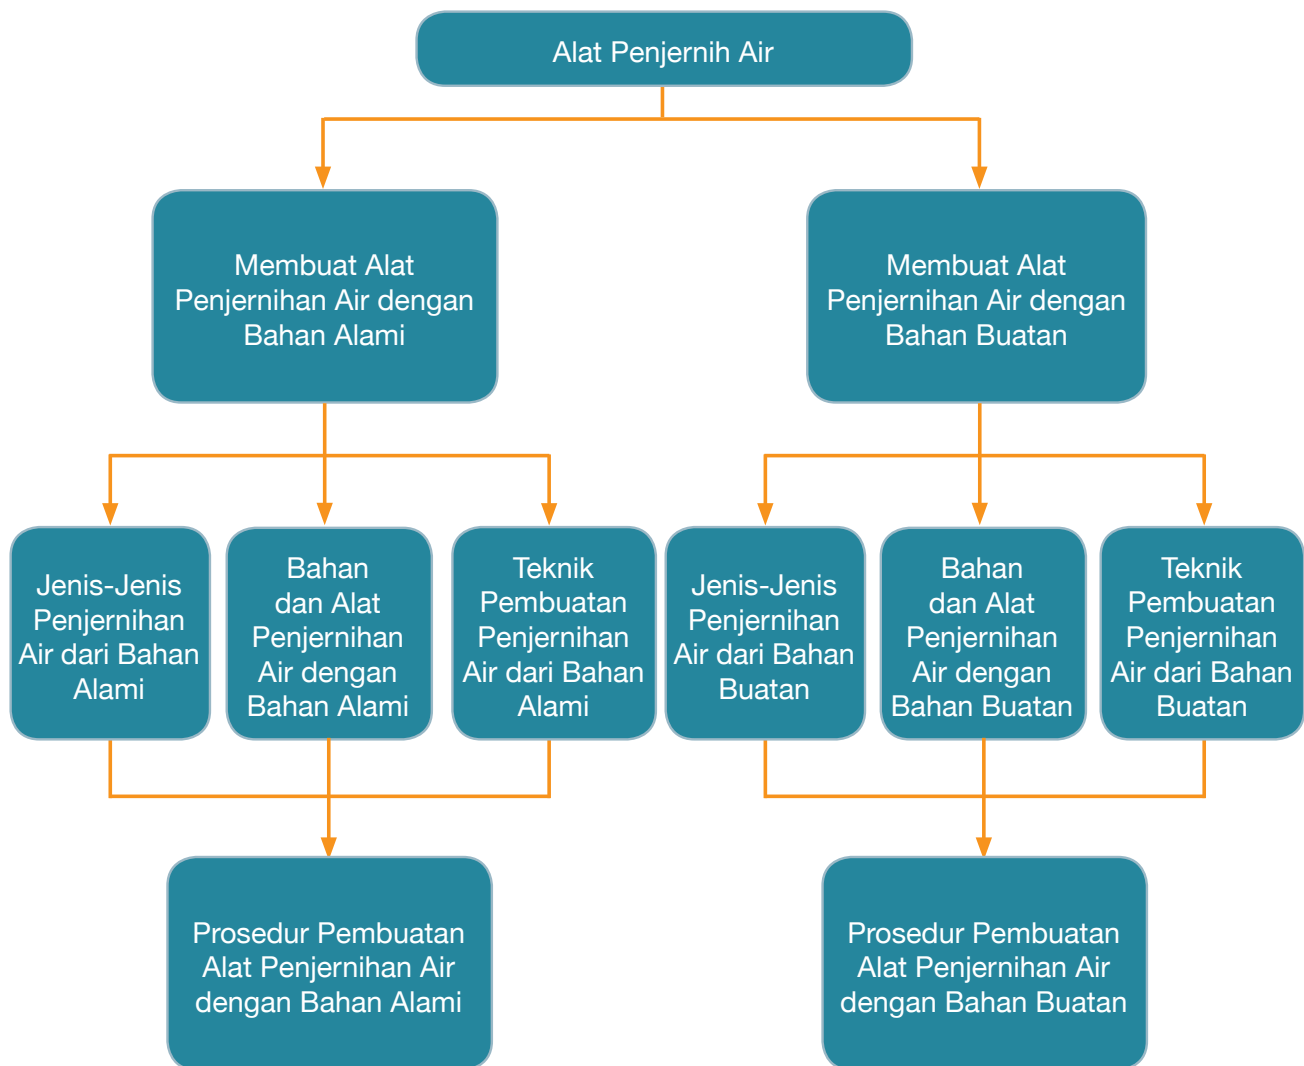 Alat Penjernih Air
Membuat Alat
Penjernihan Air dengan
Bahan Alami
Membuat Alat
Penjernihan Air dengan
Bahan Buatan
Jenis-Jenis
Penjernihan
Air dari Bahan
Alami
Bahan
dan Alat
Penjernihan
Air dengan
Bahan Alami
Teknik
Pembuatan
Penjernihan
Air dari Bahan
Alami
Jenis-Jenis
Penjernihan
Air dari Bahan
Buatan
Bahan
dan Alat
Penjernihan
Air dengan
Bahan Buatan
Teknik
Pembuatan
Penjernihan
Air dari Bahan
Buatan
Prosedur Pembuatan
Alat Penjernihan Air
dengan Bahan Alami
Prosedur Pembuatan
Alat Penjernihan Air
dengan Bahan Buatan